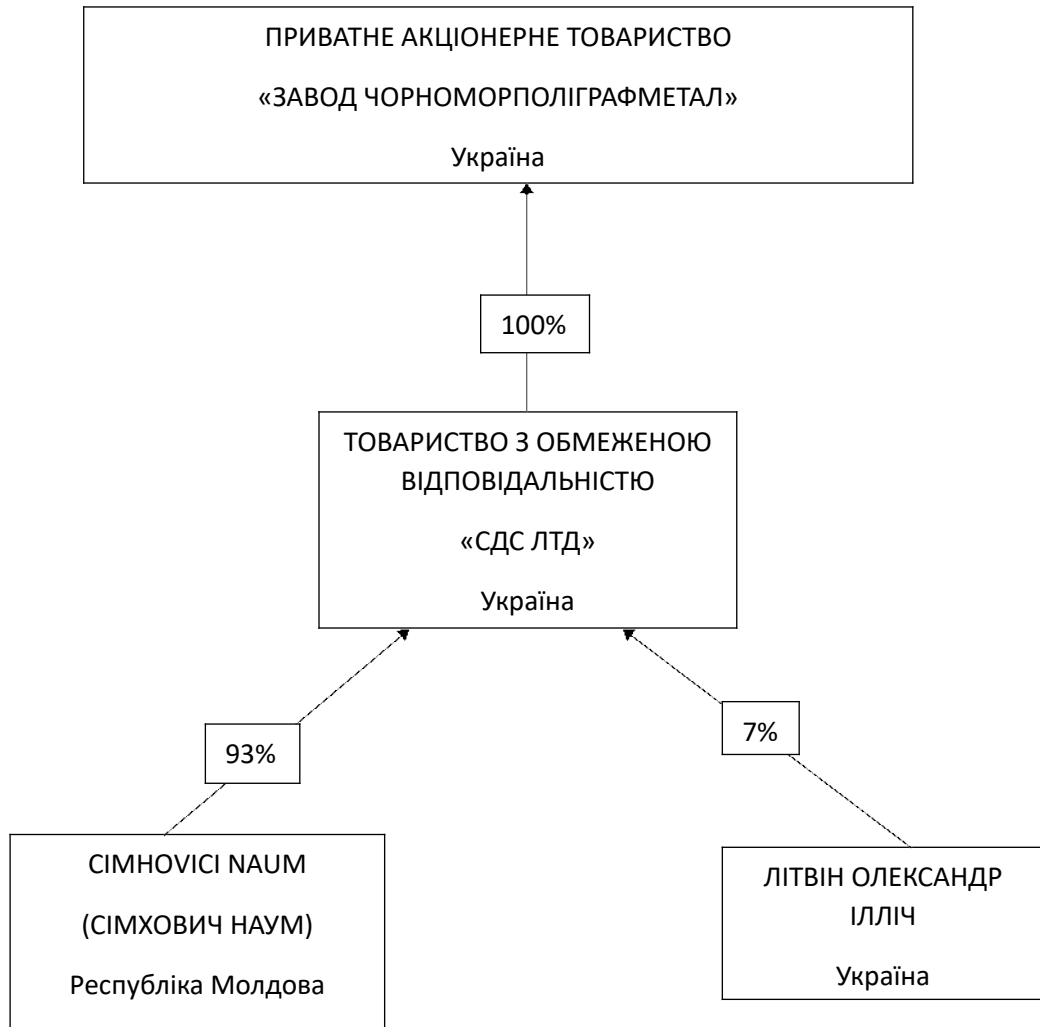 ПРИВАТНЕ АКЦІОНЕРНЕ ТОВАРИСТВО
«ЗАВОД ЧОРНОМОРПОЛІГРАФМЕТАЛ»
Україна
100%
ТОВАРИСТВО З ОБМЕЖЕНОЮ
ВІДПОВІДАЛЬНІСТЮ
«СДС ЛТД»
Україна
93%
7%
CIMHOVICI NAUM
(СІМХОВИЧ НАУМ)
Республіка Молдова
ЛІТВІН ОЛЕКСАНДР
ІЛЛІЧ
Україна